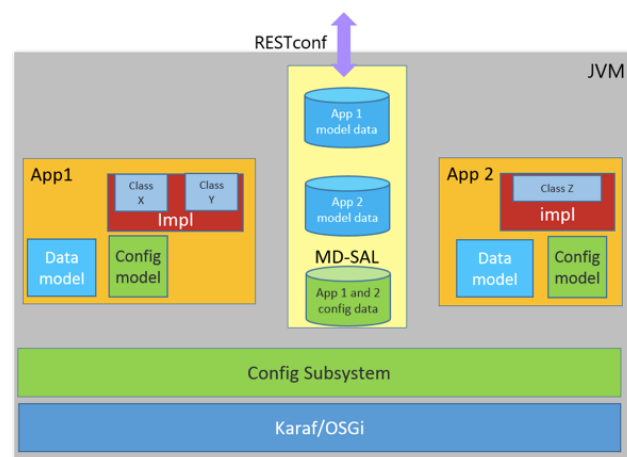 RESTconf
JVM
App 1
model data
App1
Class
X
Class
Y
Impl
Data
model
Config
model
App 2
model data
MD-SAL
App 1 and 2
config data
App 2
Class Z
impl
Data
model
Config
model
Config Subsystem
Karaf/OSGi